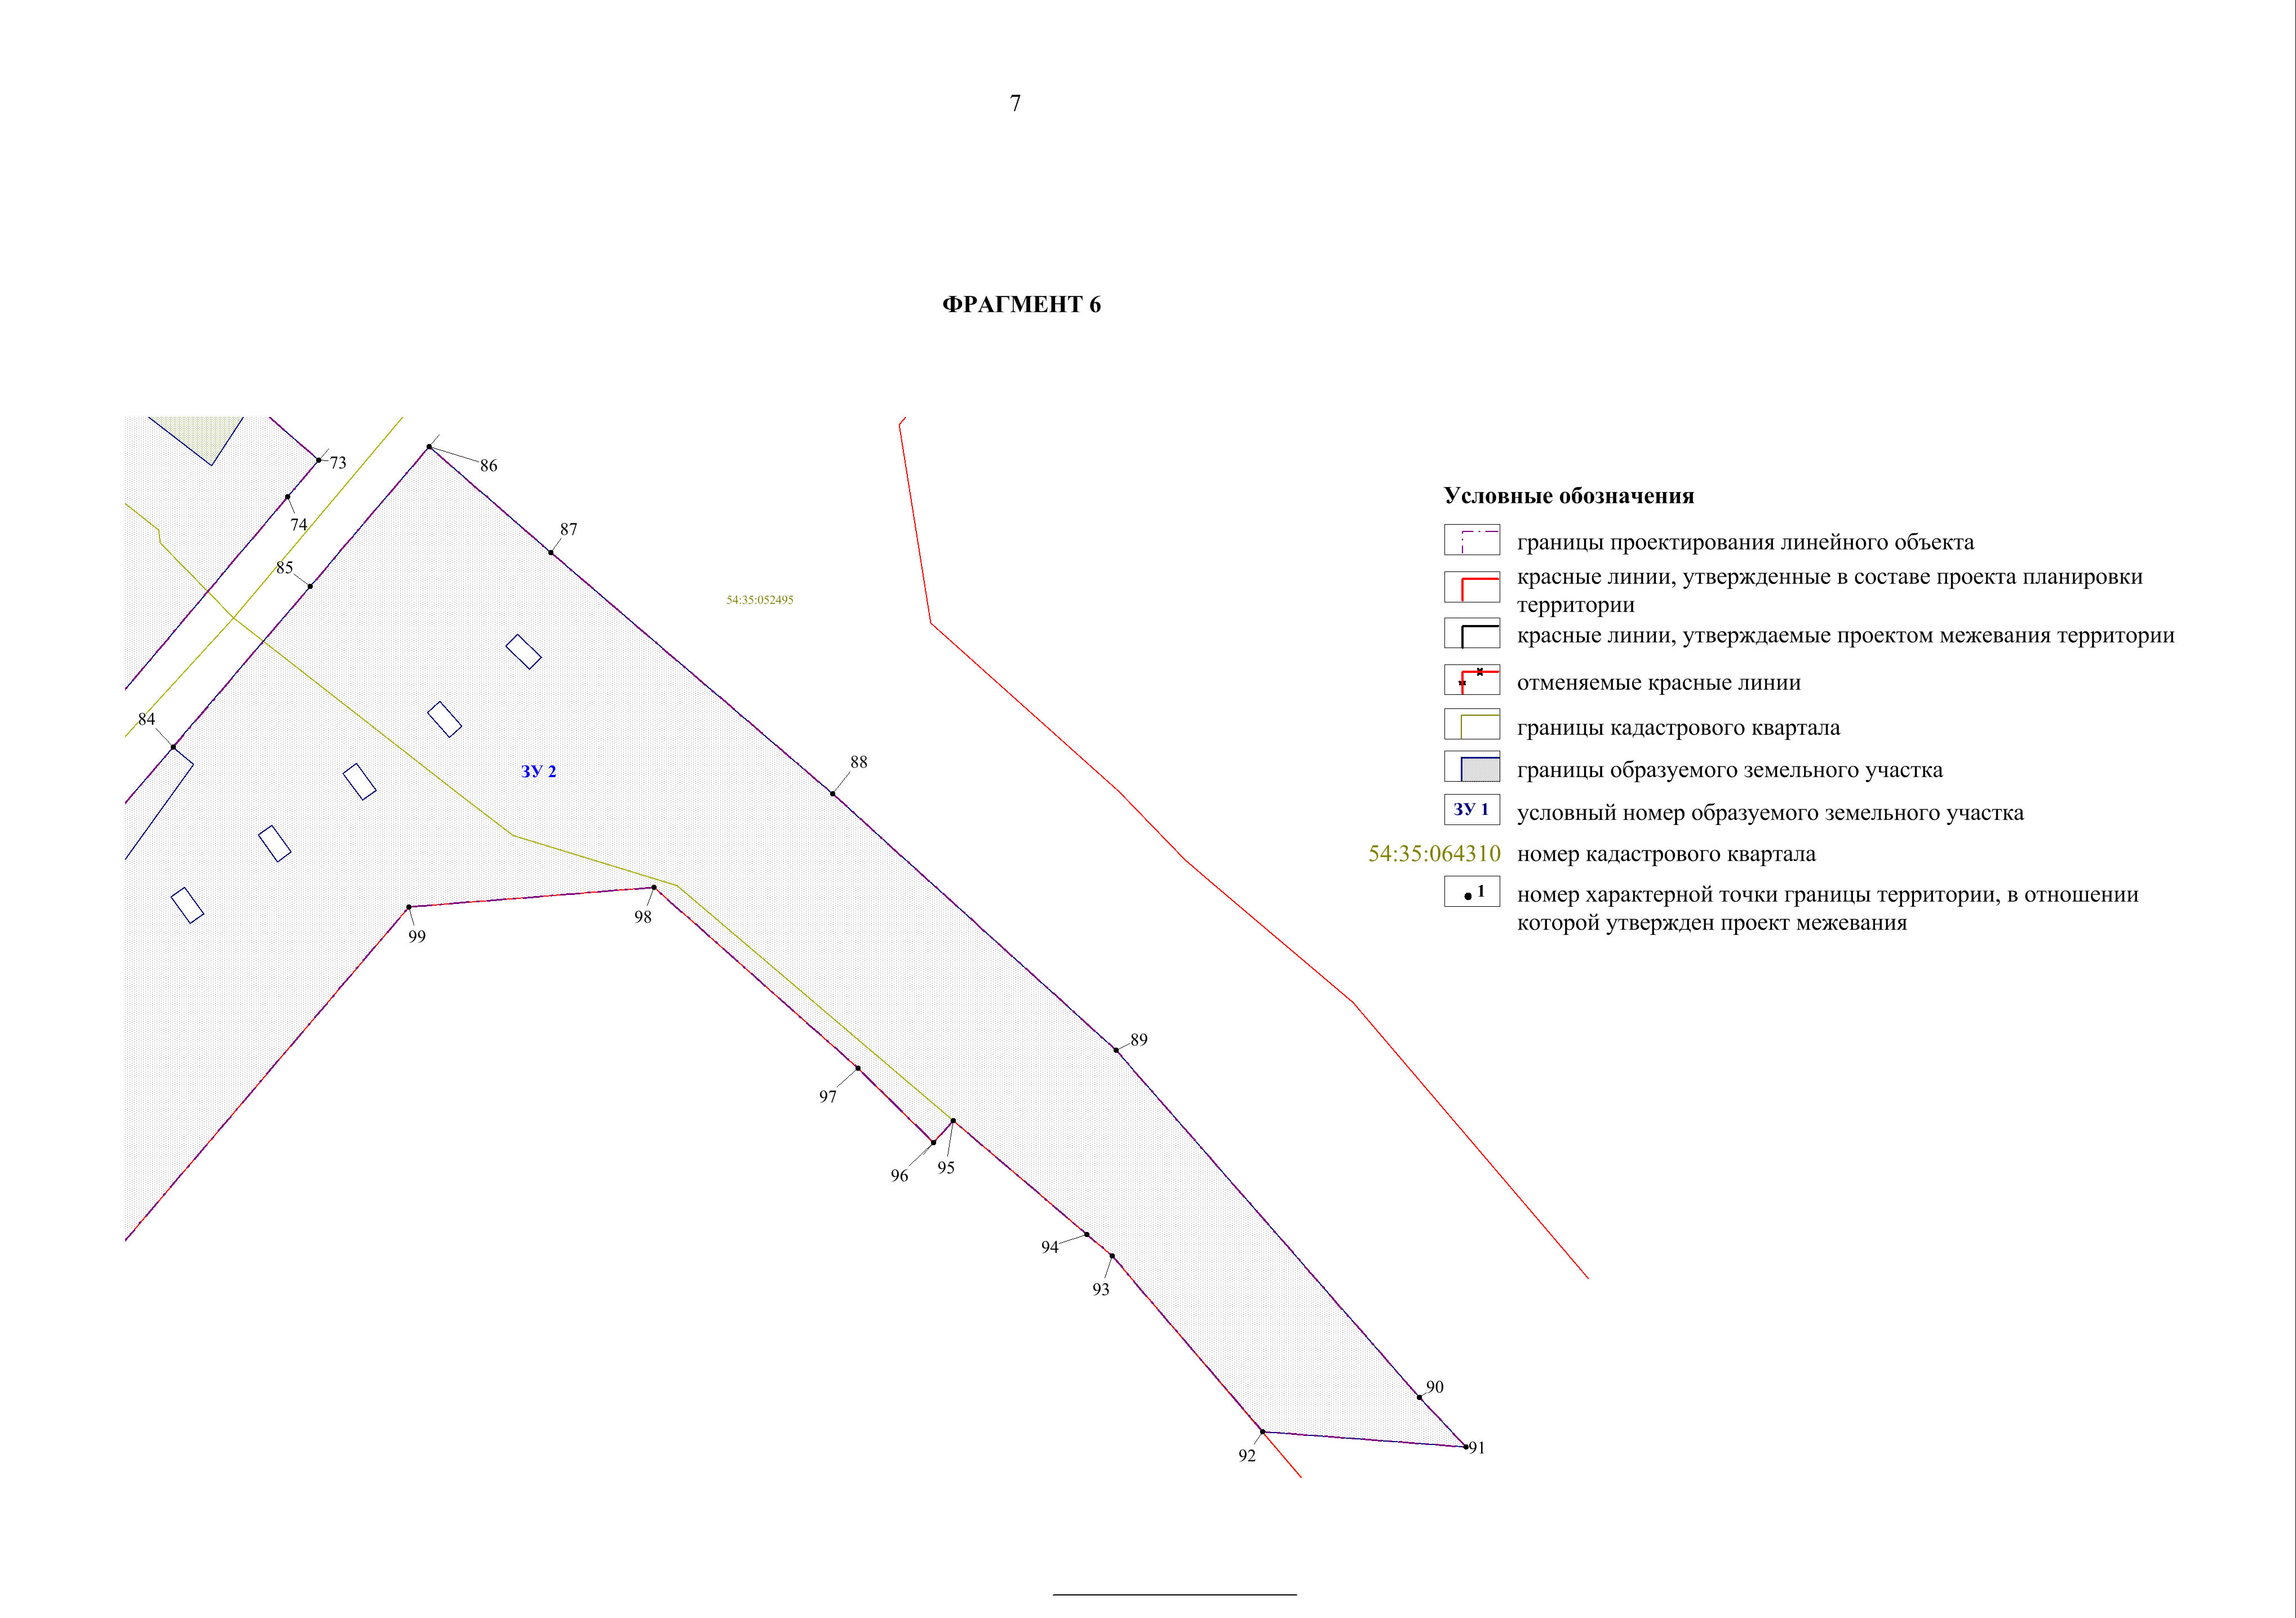 7
ФРАГМЕНТ 6
73
86
74
87
85
54:35:052495
84
88
ЗУ 2
98
99
89
97
96
95
94
93
90
91
92
Условные обозначения
границы проектирования линейного объекта
красные линии, утвержденные в составе проекта планировки
территории
красные линии, утверждаемые проектом межевания территории
отменяемые красные линии
границы кадастрового квартала
границы образуемого земельного участка
ЗУ 1 условный номер образуемого земельного участка
54:35:064310 номер кадастрового квартала
1 номер характерной точки границы территории, в отношении
которой утвержден проект межевания